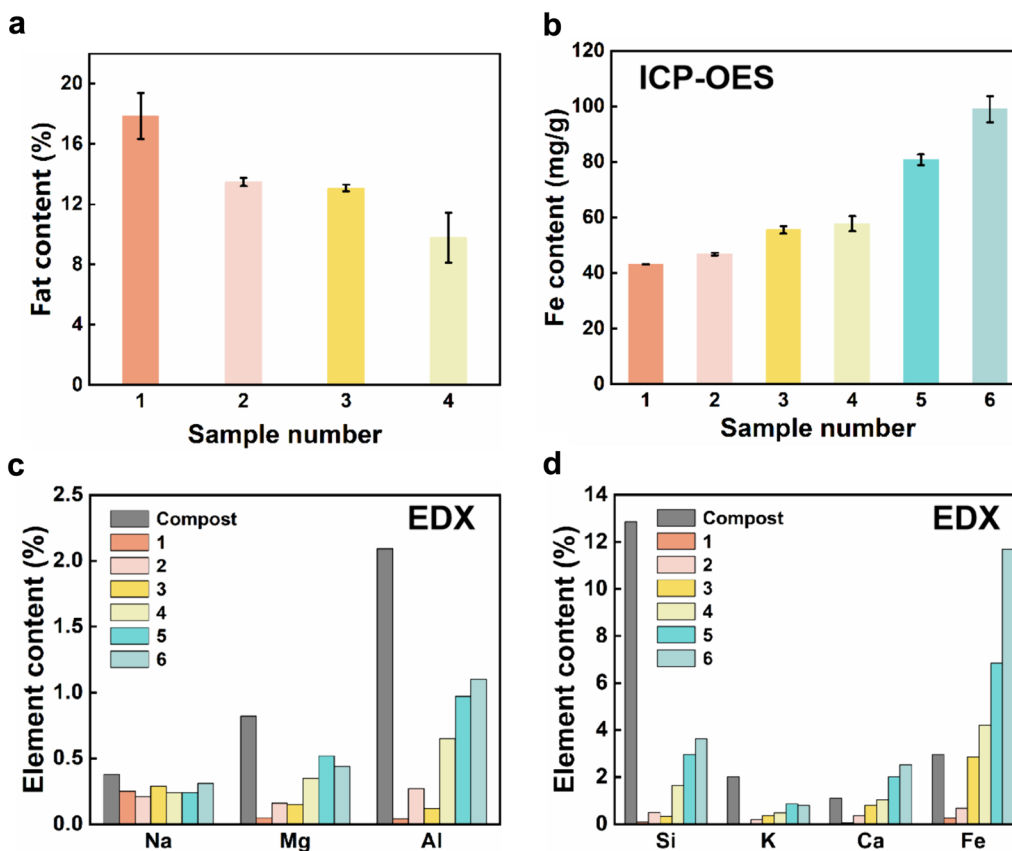 a
20
16
12
8
4
0
Fat content (%)
1 2 3 4
Sample number
b
ICP-OES
120
100
80
60
40
20
0
Fe content (mg/g)
1 2 3 4 5 6
Sample number
c
EDX
2.5
2.0
1.5
1.0
0.5
0.0
Element content (%)
Compost
1
2
3
4
5
6
Na Mg Al
d
EDX
14
12
10
8
6
4
2
0
Element content (%)
Compost
1
2
3
4
5
6
Si K Ca Fe